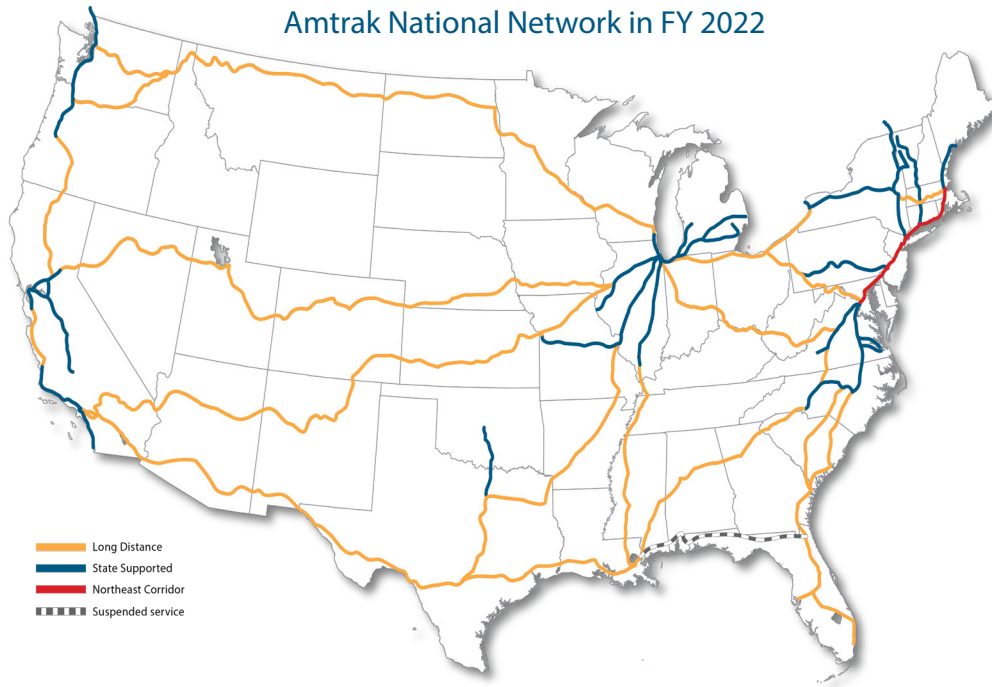 Amtrak National Network in FY 2022
Long Distance
State Supported
Northeast Corridor
Suspended service